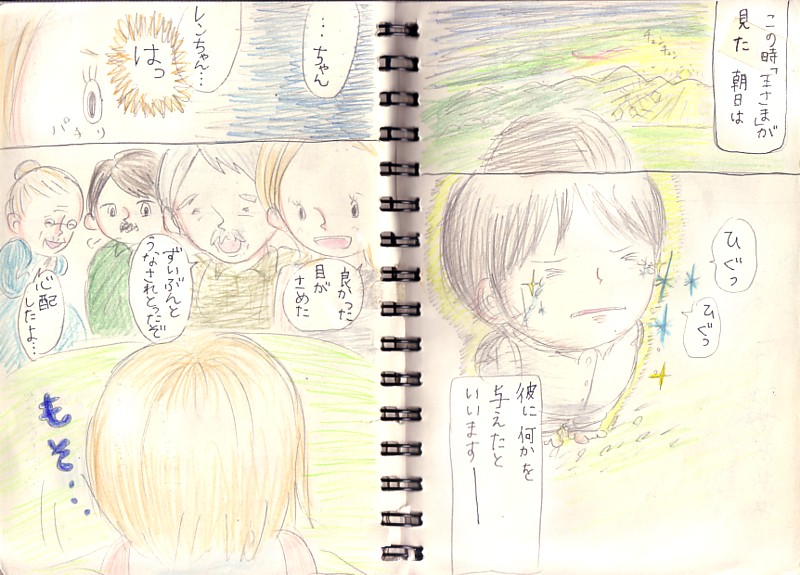 この時「王さま」が
見た 朝日は
チュンチュン
ひぐっ
ひぐっ
彼に何かを
与えたと
いいます―
…ちゃん
レンちゃん…
はっ
パチリ
良かった
目が
さめた
ずいぶんと
うなされとったぞ
心配
したよ…
もそ…